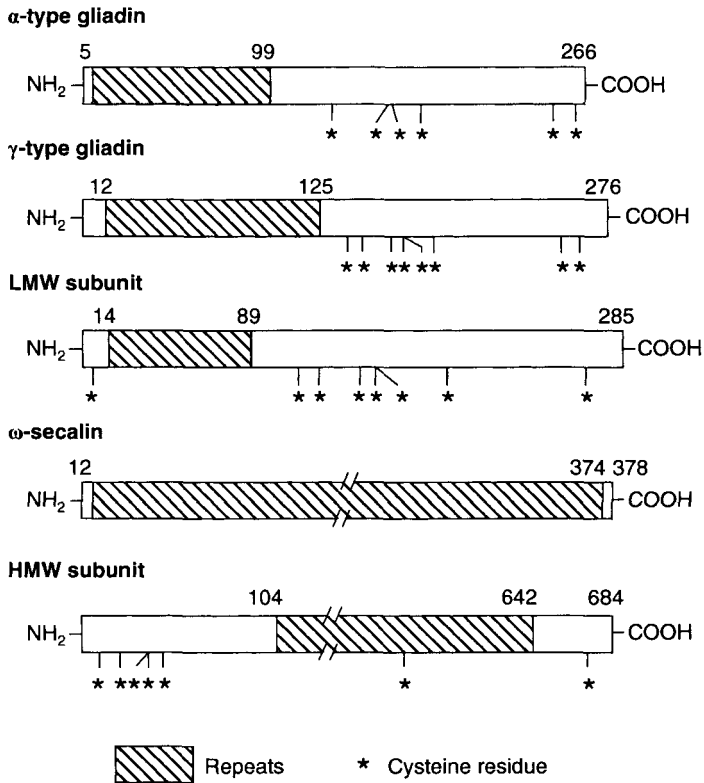 α-type gliadin
5 99 266
NH2 COOH
* * * * * *
γ-type gliadin
12 125 276
NH2 COOH
* * * * * * * *
LMW subunit
14 89 285
NH2 COOH
* * * * * * * *
ω-secalin
12 374 378
NH2 COOH
HMW subunit
104 642 684
NH2 COOH
* * * * * * *
Repeats * Cysteine residue